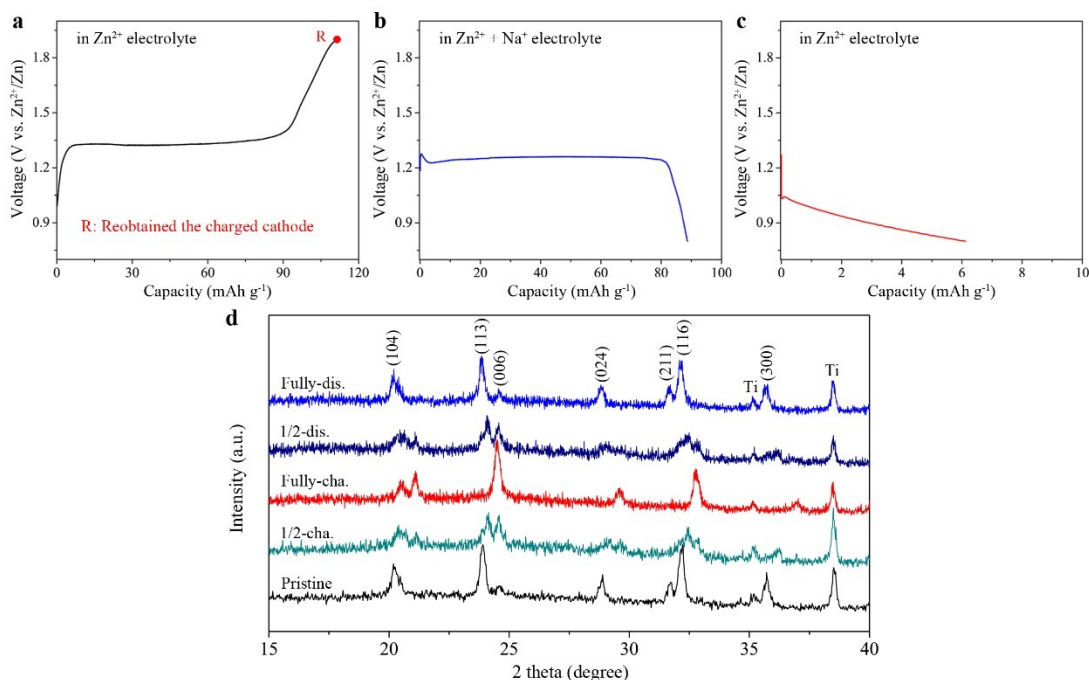 a
in Zn²⁺ electrolyte
R
1.8
1.5
1.2
0.9
Voltage (V vs. Zn²⁺/Zn)
R: Reobtained the charged cathode
0 30 60 90 120
Capacity (mAh g⁻¹)
b
in Zn²⁺ + Na⁺ electrolyte
1.8
1.5
1.2
0.9
Voltage (V vs. Zn²⁺/Zn)
0 20 40 60 80 100
Capacity (mAh g⁻¹)
c
in Zn²⁺ electrolyte
1.8
1.5
1.2
0.9
Voltage (V vs. Zn²⁺/Zn)
0 2 4 6 8 10
Capacity (mAh g⁻¹)
d
(104) (113) (006) (024) (211) (116) Ti (300) Ti
Fully-dis.
1/2-dis.
Fully-cha.
1/2-cha.
Pristine
Intensity (a.u.)
15 20 25 30 35 40
2 theta (degree)